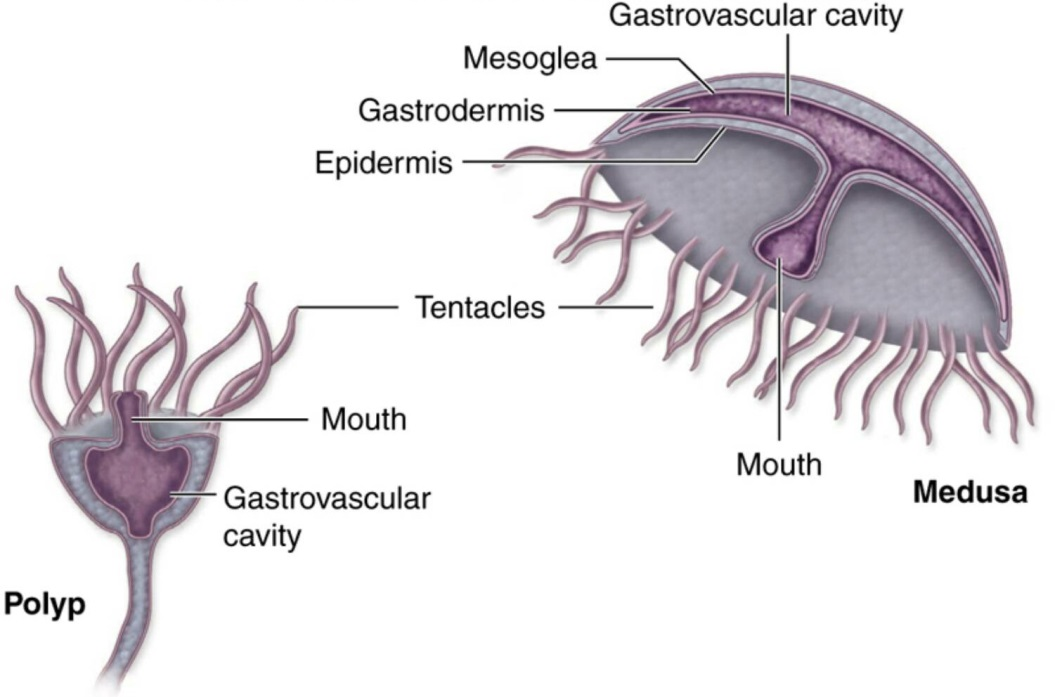 Gastrovascular cavity
Mesoglea
Gastrodermis
Epidermis
Tentacles
Mouth
Mouth
Medusa
Gastrovascular
cavity
Polyp